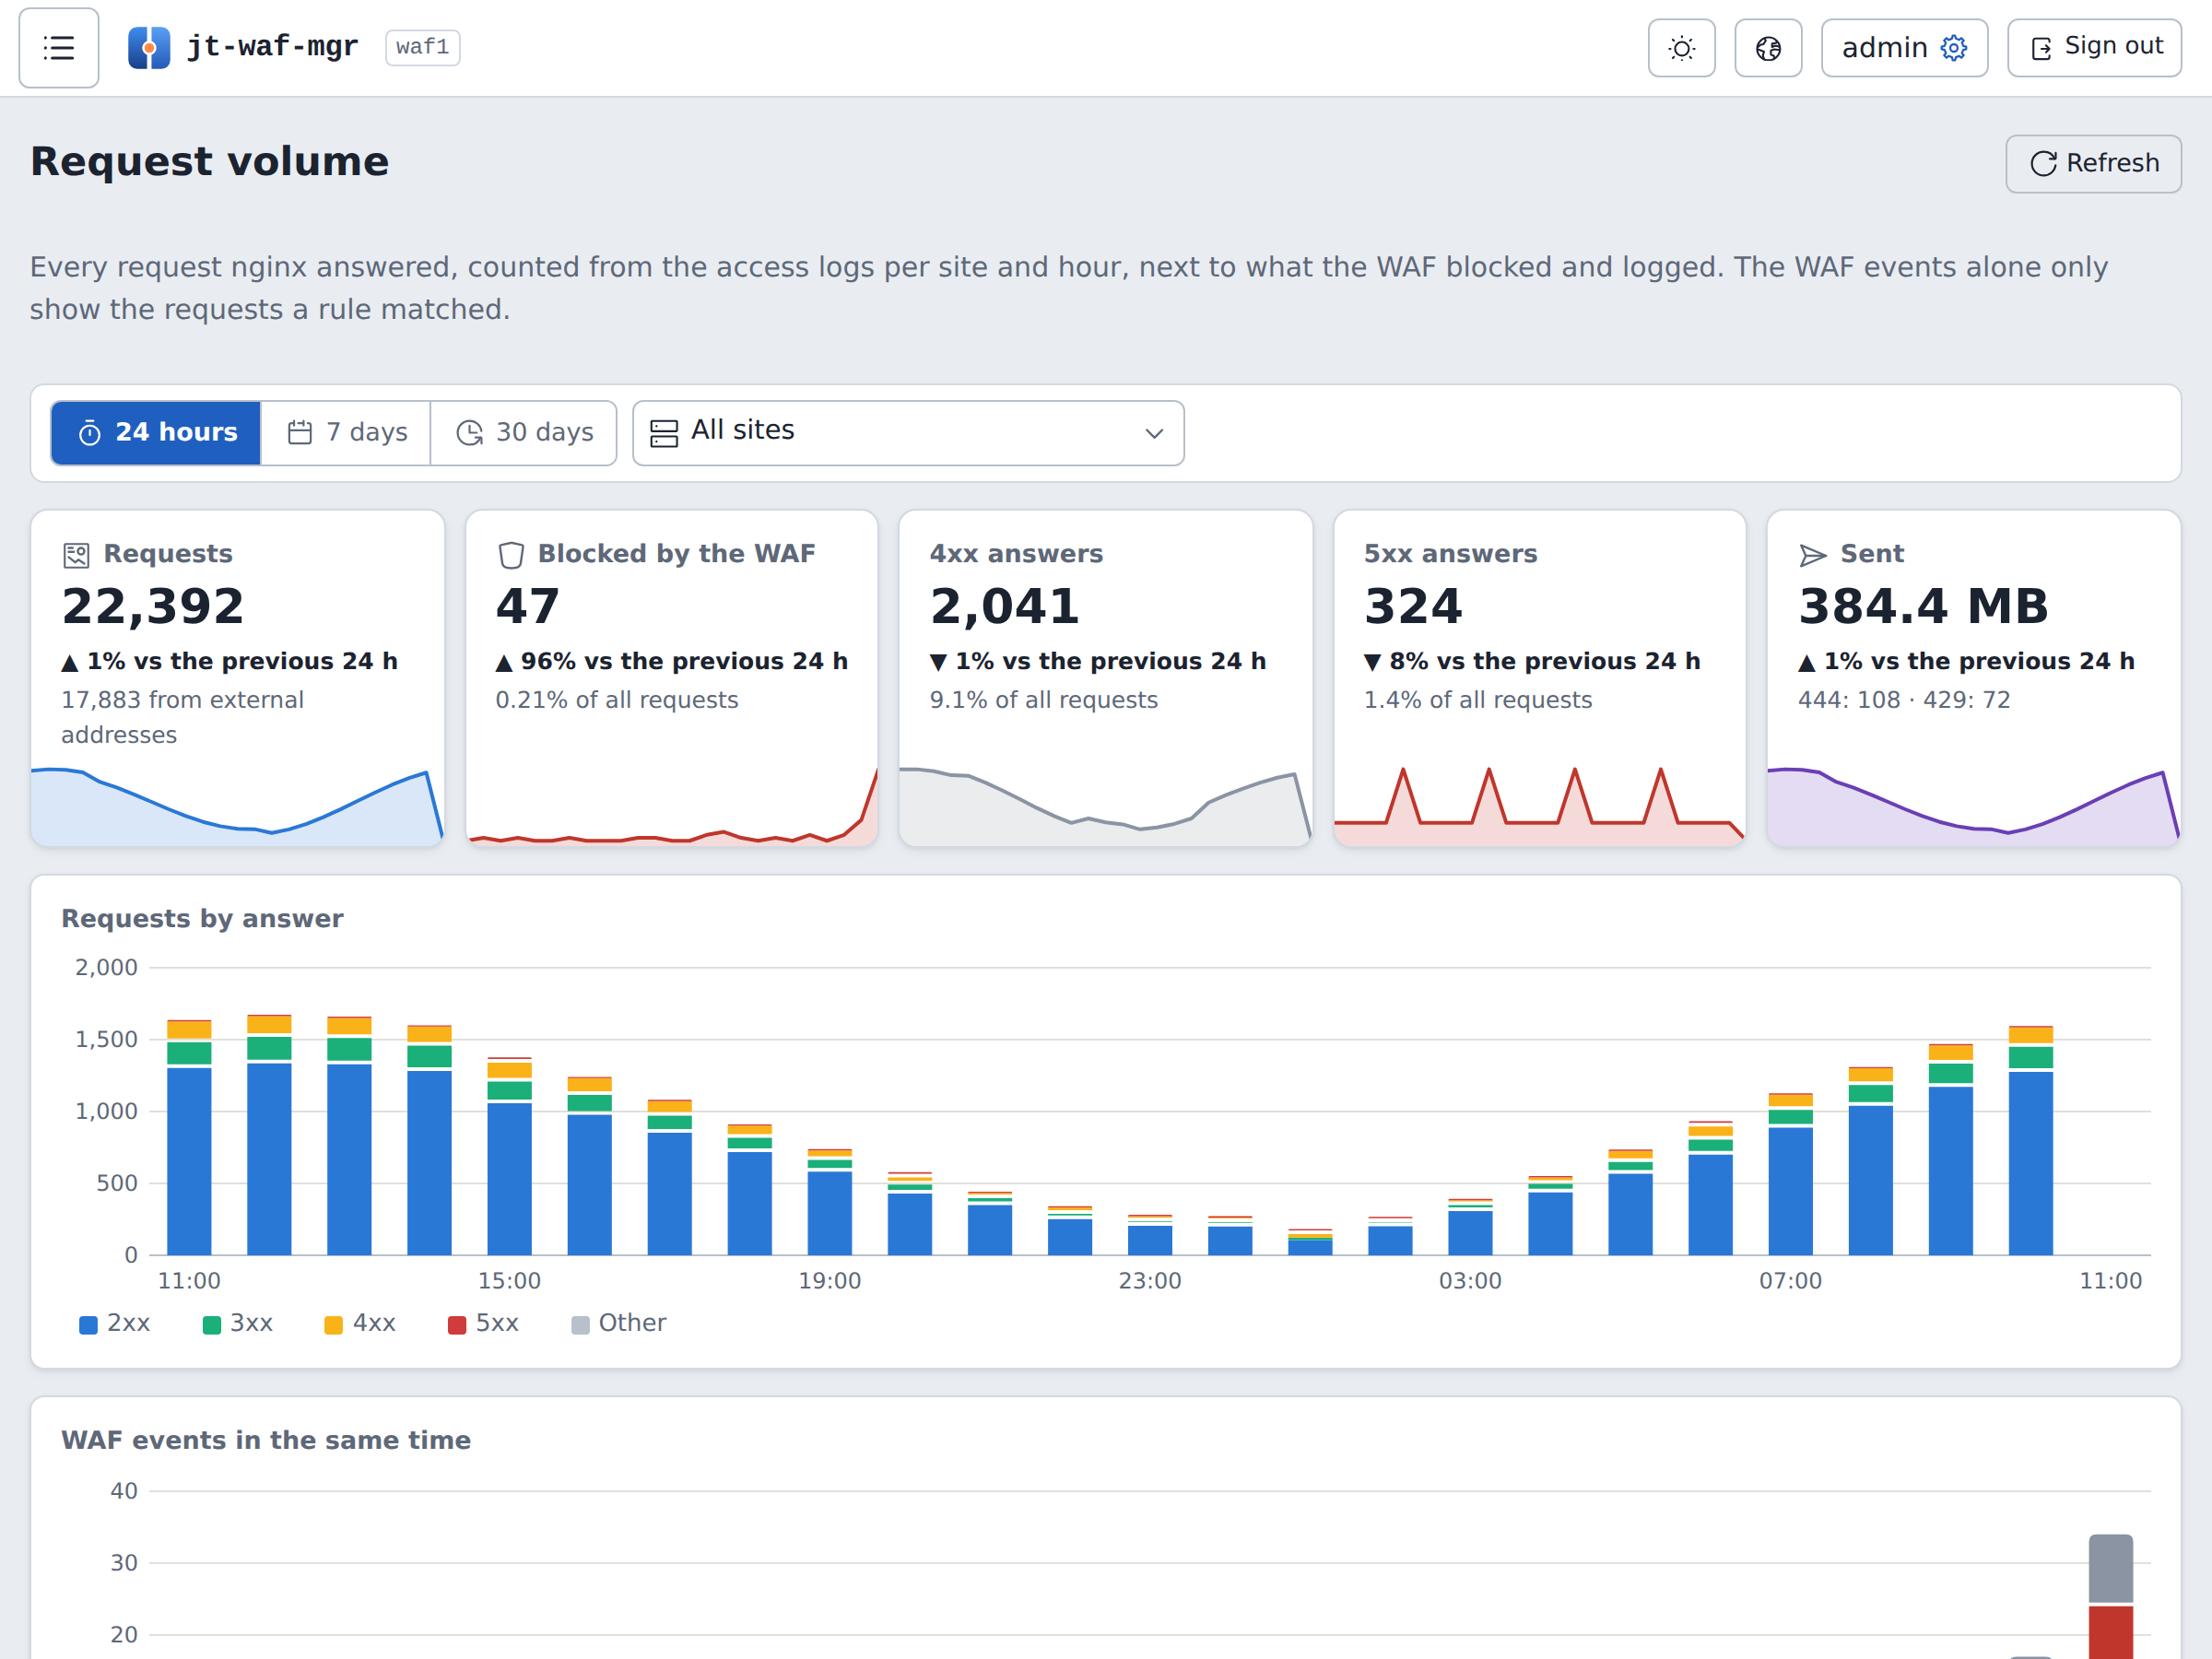 jt-waf-mgr
waf1
admin
Sign out
Request volume
Refresh
Every request nginx answered, counted from the access logs per site and hour, next to what the WAF blocked and logged. The WAF events alone only
show the requests a rule matched.
24 hours
7 days
30 days
All sites
Requests
22,392
▲ 1% vs the previous 24 h
17,883 from external
addresses
Blocked by the WAF
47
▲ 96% vs the previous 24 h
0.21% of all requests
4xx answers
2,041
▼ 1% vs the previous 24 h
9.1% of all requests
5xx answers
324
▼ 8% vs the previous 24 h
1.4% of all requests
Sent
384.4 MB
▲ 1% vs the previous 24 h
444: 108 · 429: 72
Requests by answer
2,000
1,500
1,000
500
0
11:00
15:00
19:00
23:00
03:00
07:00
11:00
2xx
3xx
4xx
5xx
Other
WAF events in the same time
40
30
20